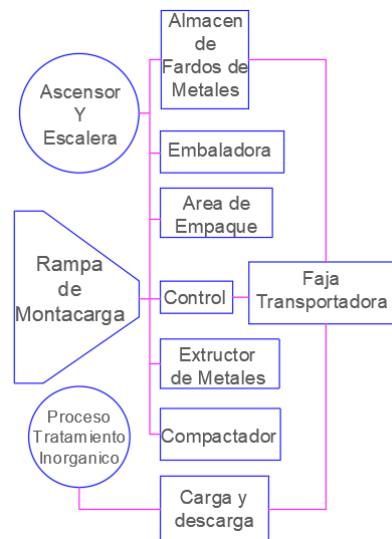 Almacen
de
Fardos de
Metales
Ascensor
Y
Escalera
Embaladora
Area de
Empaque
Rampa
de
Montacarga
Control
Faja
Transportadora
Extructor
de Metales
Proceso
Tratamiento
Inorganico
Compactador
Carga y
descarga